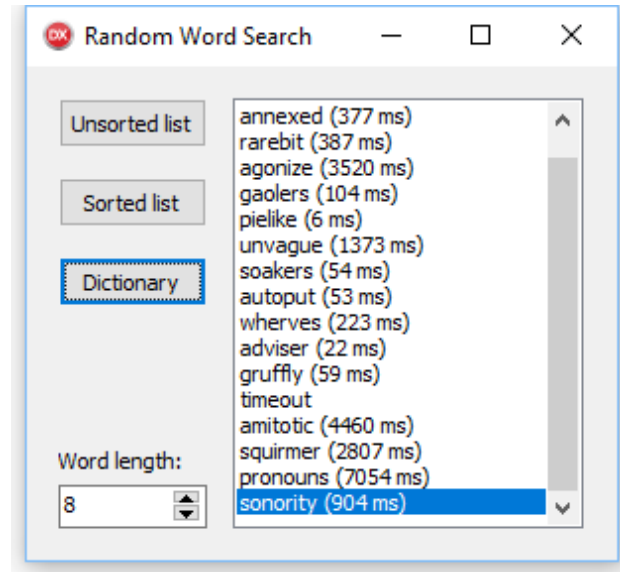 DX Random Word Search
Unsorted list
Sorted list
Dictionary
Word length:
8
annexed (377 ms)
rarebit (387 ms)
agonize (3520 ms)
gaolers (104 ms)
pielike (6 ms)
unvague (1373 ms)
soakers (54 ms)
autoput (53 ms)
wherves (223 ms)
adviser (22 ms)
gruffly (59 ms)
timeout
amitotic (4460 ms)
squirmer (2807 ms)
pronouns (7054 ms)
sonority (904 ms)